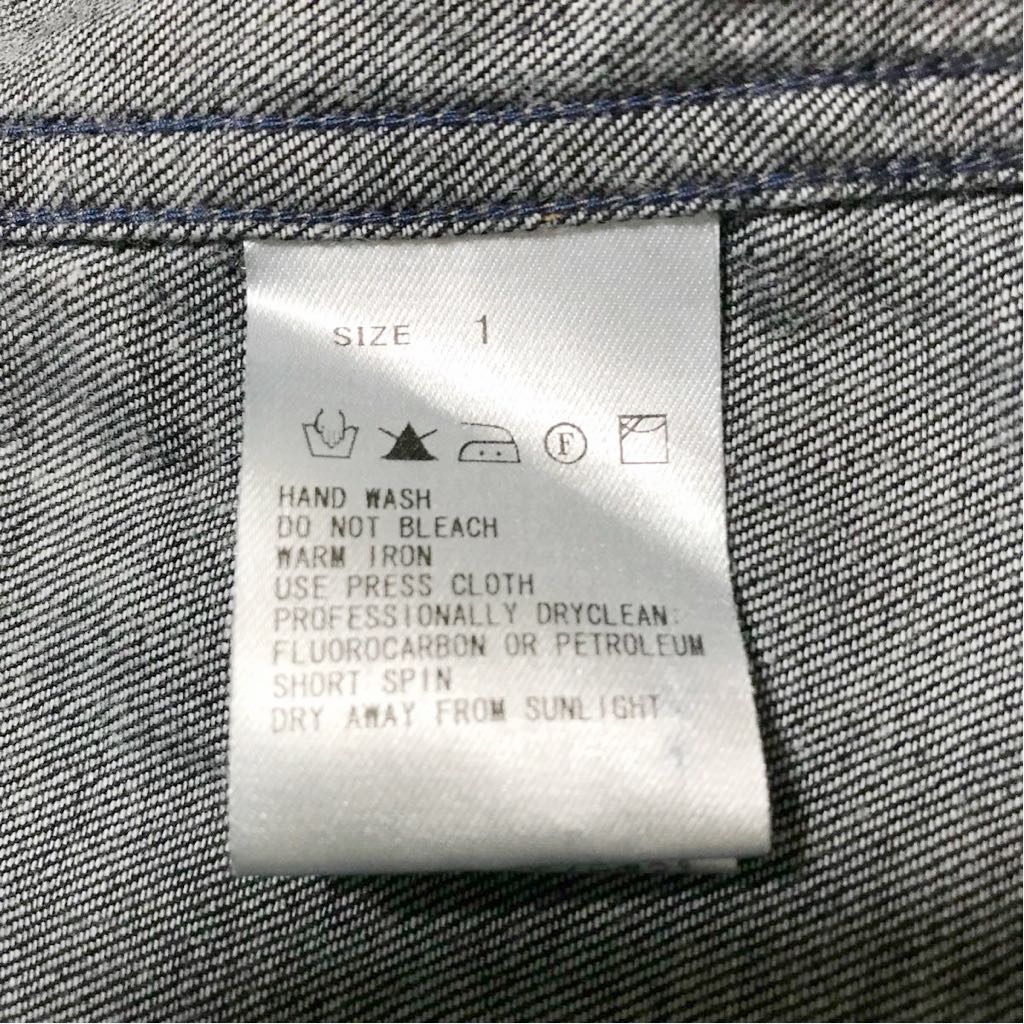 SIZE 1
F
HAND WASH
DO NOT BLEACH
WARM IRON
USE PRESS CLOTH
PROFESSIONALLY DRYCLEAN:
FLUOROCARBON OR PETROLEUM
SHORT SPIN
DRY AWAY FROM SUNLIGHT